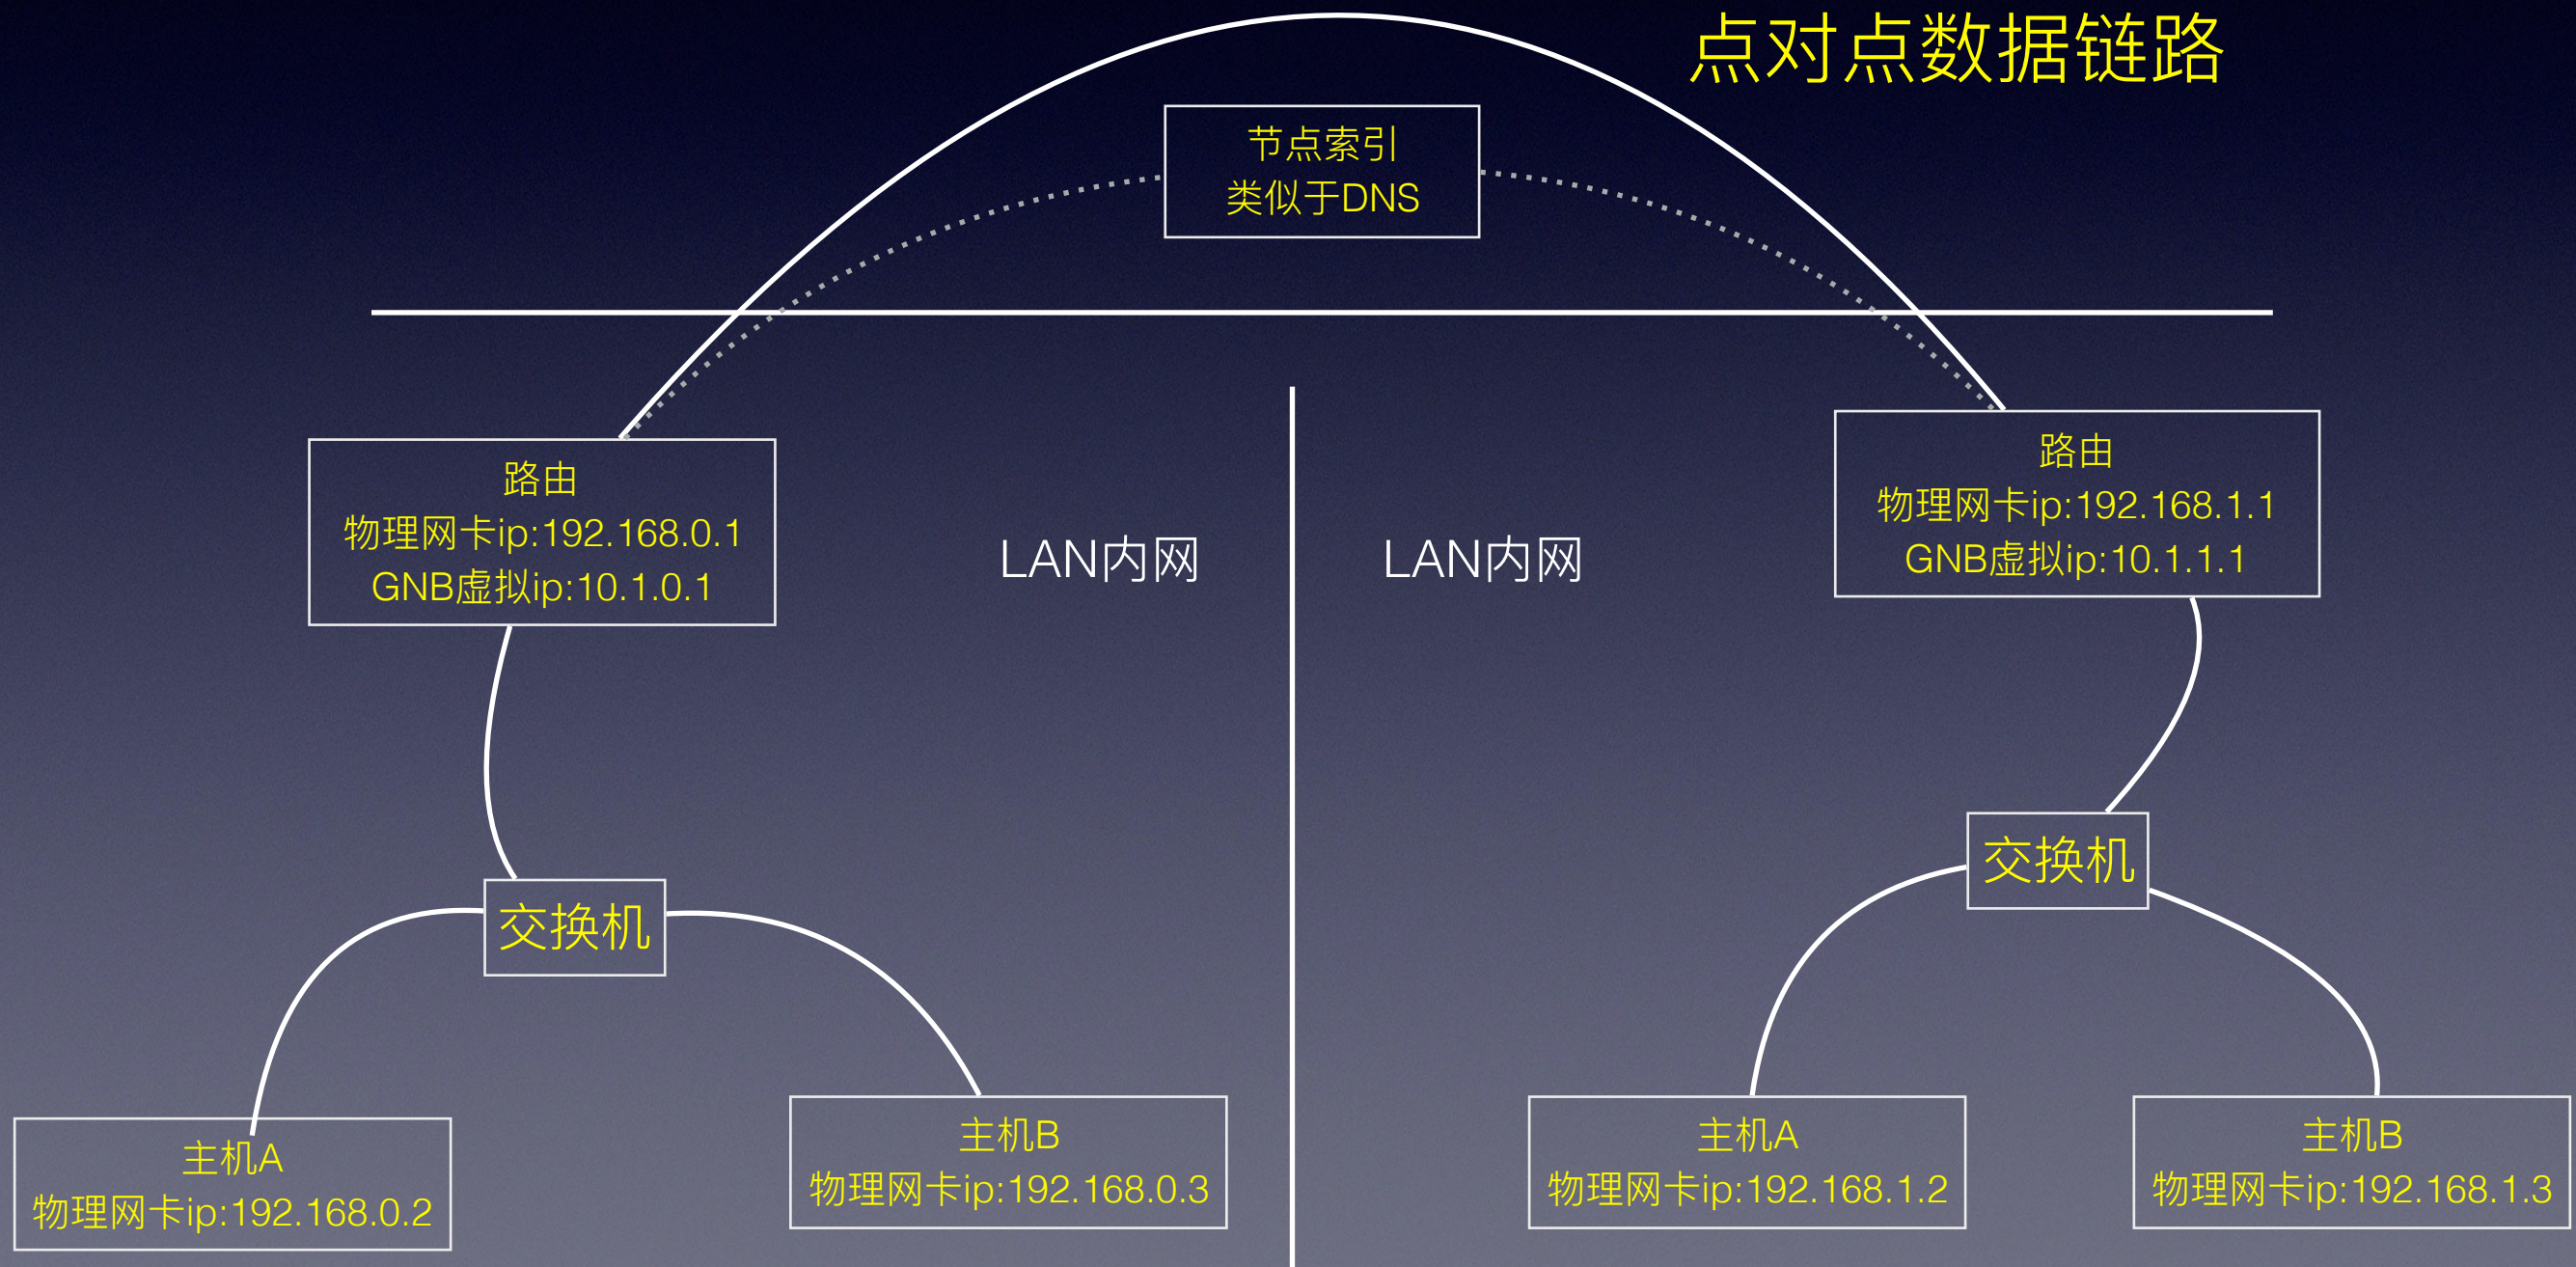 点对点数据链路
节点索引
类似于DNS
路由
物理网卡ip:192.168.0.1
GNB虚拟ip:10.1.0.1
LAN内网
LAN内网
路由
物理网卡ip:192.168.1.1
GNB虚拟ip:10.1.1.1
交换机
交换机
主机A
物理网卡ip:192.168.0.2
主机B
物理网卡ip:192.168.0.3
主机A
物理网卡ip:192.168.1.2
主机B
物理网卡ip:192.168.1.3